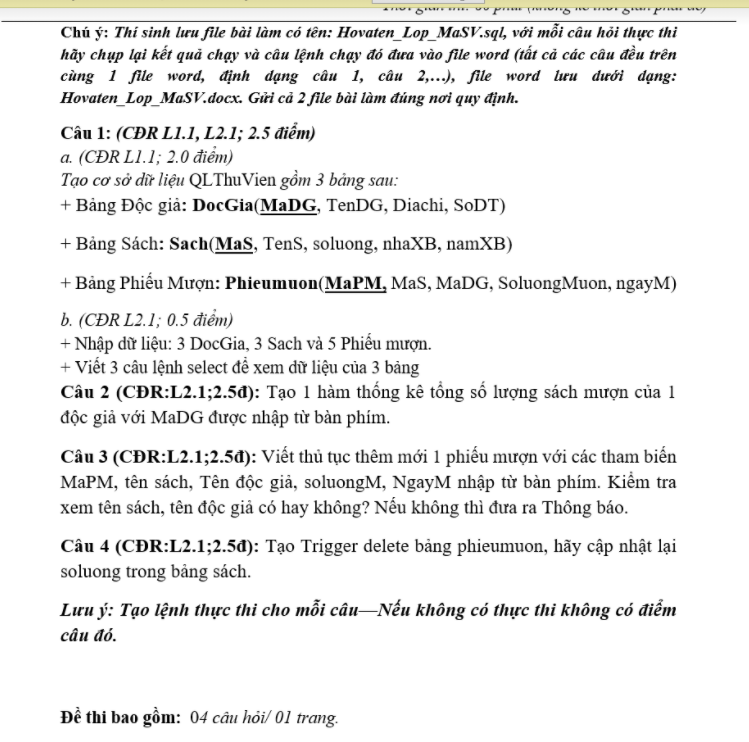 Chú ý: Thí sinh lưu file bài làm có tên: Hovaten_Lop_MaSV.sql, với mỗi câu hỏi thực thi
hãy chụp lại kết quả chạy và câu lệnh chạy đó đưa vào file word (tất cả các câu đều trên
cùng 1 file word, định dạng câu 1, câu 2,...), file word lưu dưới dạng:
Hovaten_Lop_MaSV.docx. Gửi cả 2 file bài làm đúng nơi quy định.
Câu 1: (CĐR L1.1, L2.1; 2.5 điểm)
a. (CĐR L1.1; 2.0 điểm)
Tạo cơ sở dữ liệu QLThuVien gồm 3 bảng sau:
+ Bảng Độc giả: DocGia(MaDG, TenDG, Diachi, SoDT)
+ Bảng Sách: Sach(MaS, TenS, soluong, nhaXB, namXB)
+ Bảng Phiếu Mượn: Phieumuon(MaPM, MaS, MaDG, SoluongMuon, ngayM)
b. (CĐR L2.1; 0.5 điểm)
+ Nhập dữ liệu: 3 DocGia, 3 Sach và 5 Phiếu mượn.
+ Viết 3 câu lệnh select để xem dữ liệu của 3 bảng
Câu 2 (CĐR:L2.1;2.5đ): Tạo 1 hàm thống kê tổng số lượng sách mượn của 1
độc giả với MaDG được nhập từ bàn phím.
Câu 3 (CĐR:L2.1;2.5đ): Viết thủ tục thêm mới 1 phiếu mượn với các tham biến
MaPM, tên sách, Tên độc giả, soluongM, NgayM nhập từ bàn phím. Kiểm tra
xem tên sách, tên độc giả có hay không? Nếu không thì đưa ra Thông báo.
Câu 4 (CĐR:L2.1;2.5đ): Tạo Trigger delete bảng phieumuon, hãy cập nhật lại
soluong trong bảng sách.
Lưu ý: Tạo lệnh thực thi cho mỗi câu—Nếu không có thực thi không có điểm
câu đó.
Đề thi bao gồm: 04 câu hỏi/ 01 trang.